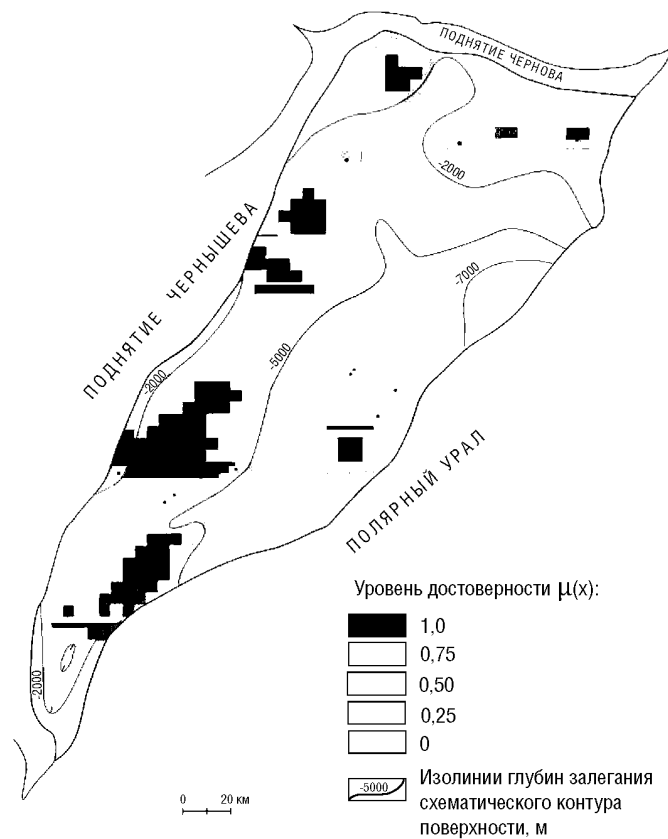 ПОДНЯТИЕ ЧЕРНОВА
-2000
ПОДНЯТИЕ ЧЕРНЫШЕВА
-7000
-5000
-2000
ПОЛЯРНЫЙ УРАЛ
Уровень достоверности μ(x):
1,0
0,75
0,50
0,25
0
-2000
-5000
Изолинии глубин залегания
схематического контура
поверхности, м
0 20 км